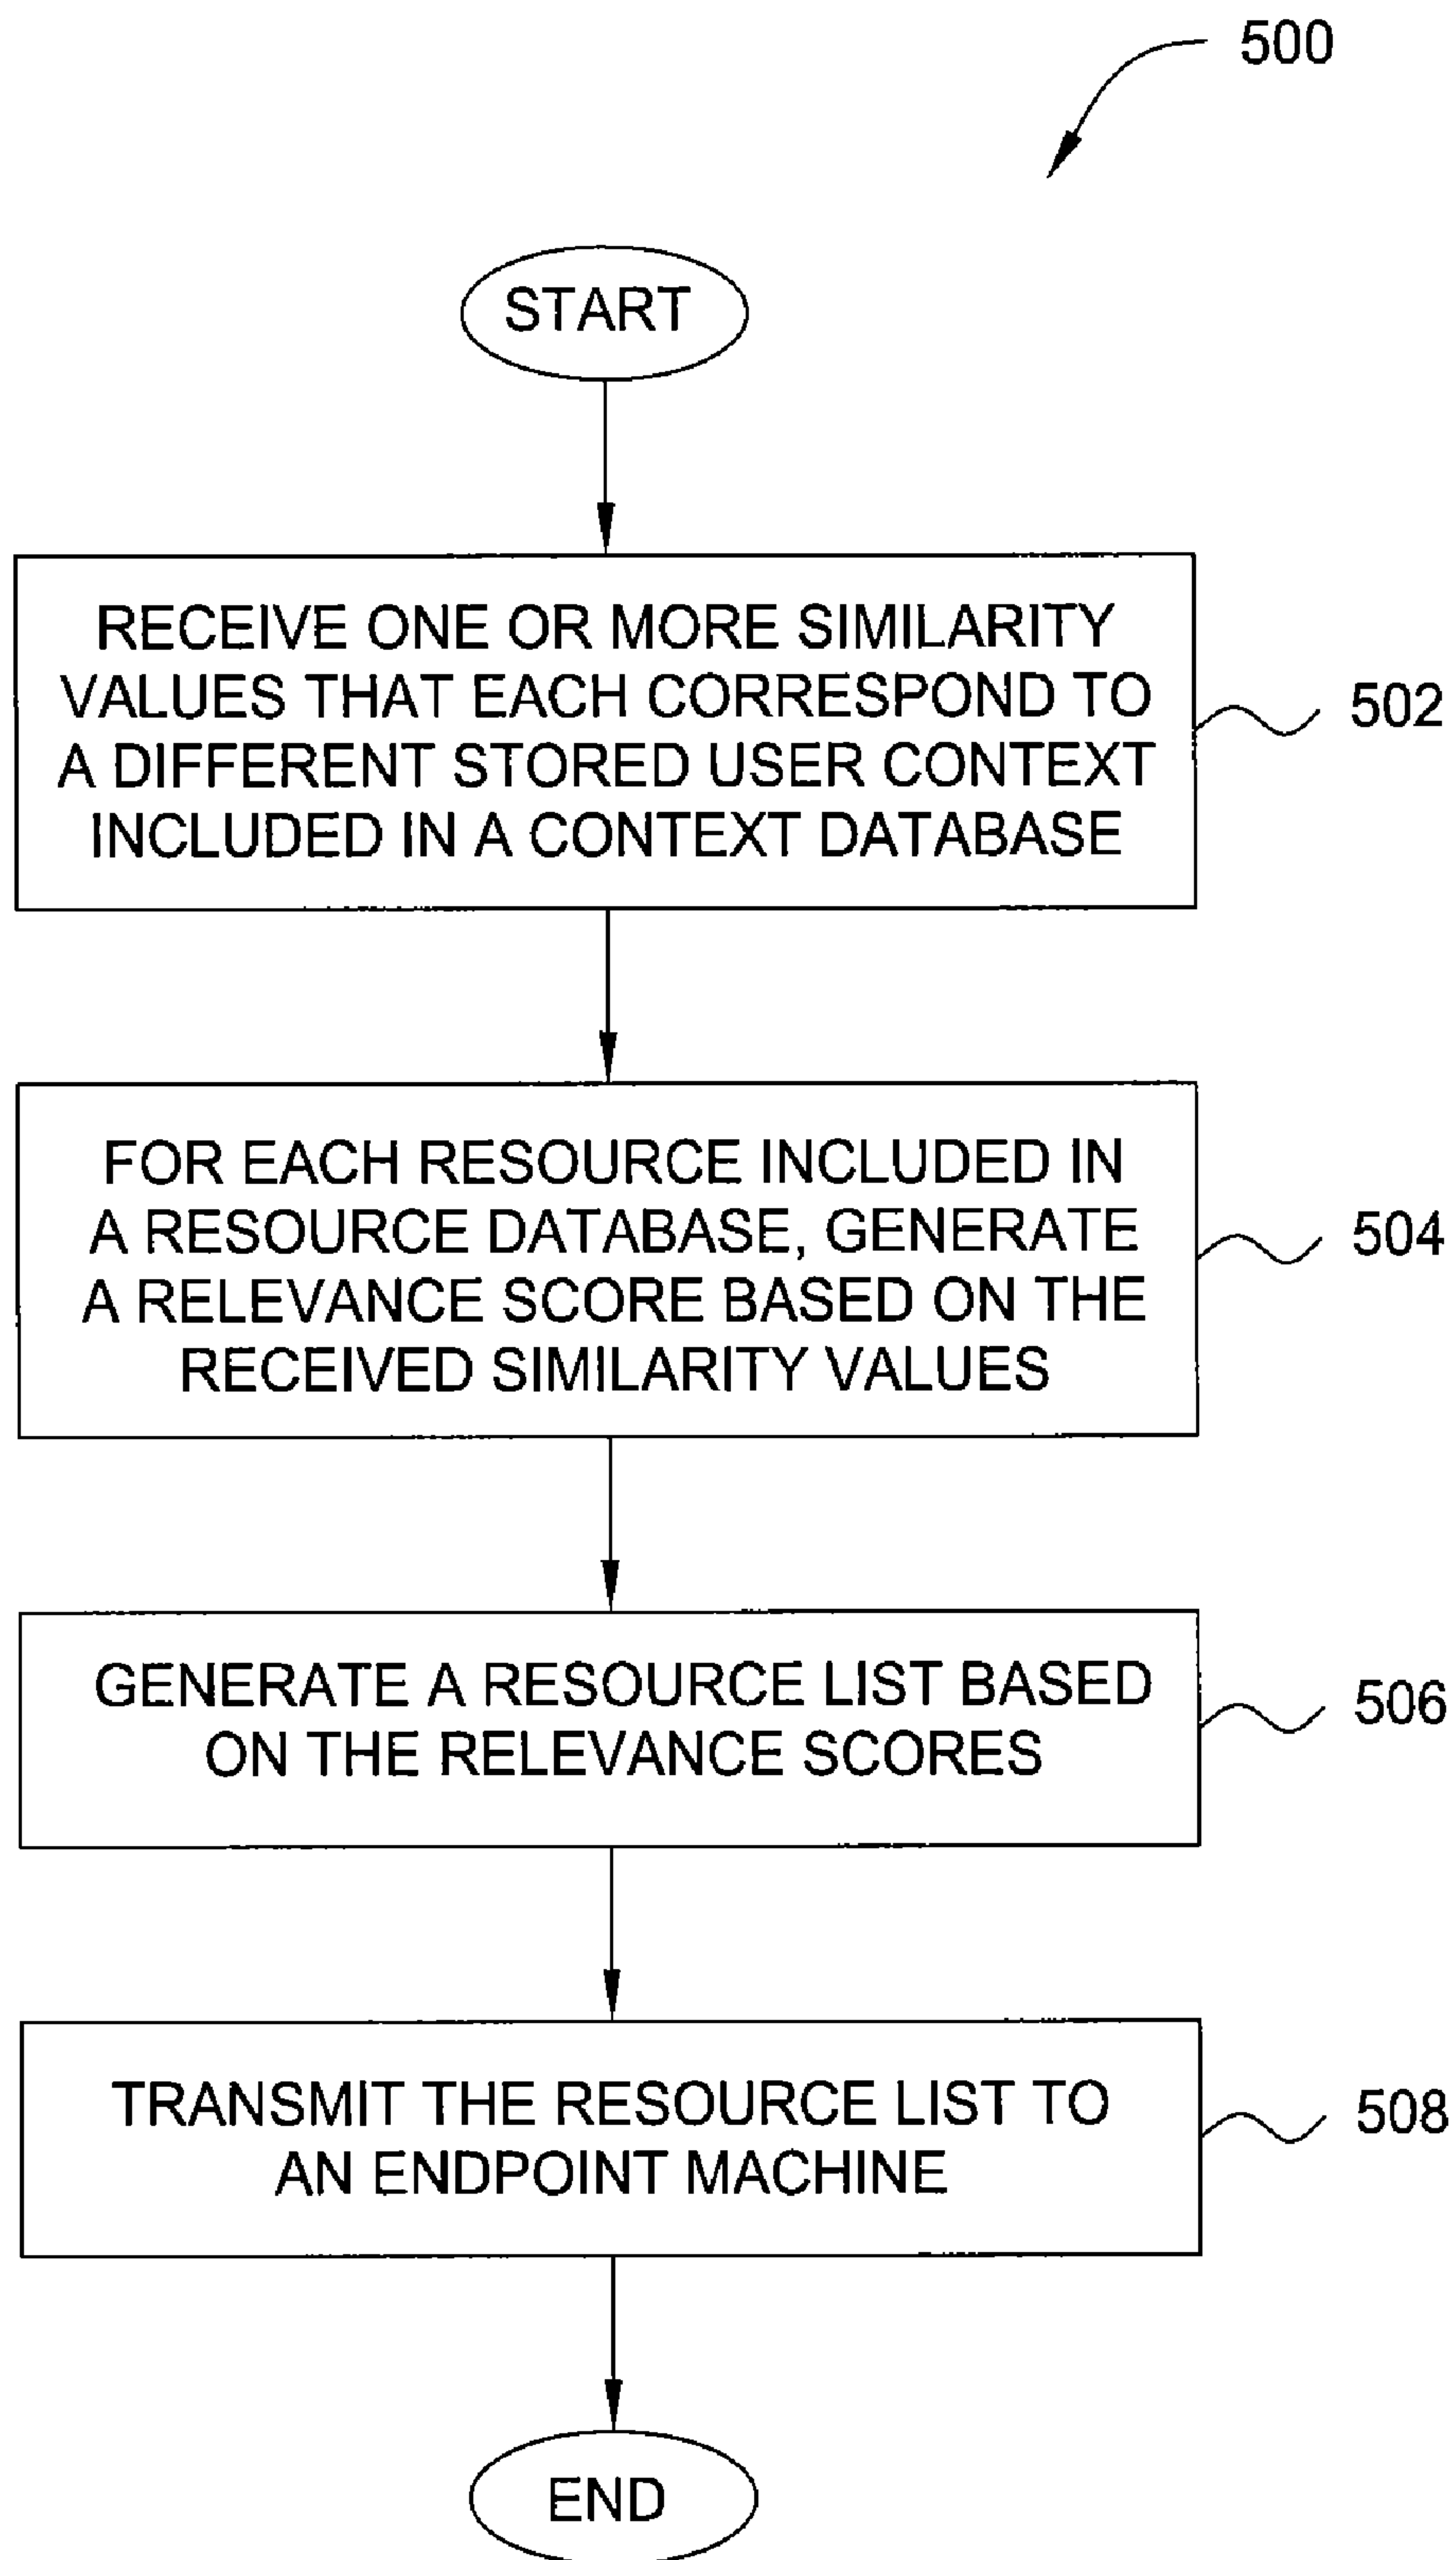 500
START
RECEIVE ONE OR MORE SIMILARITY
VALUES THAT EACH CORRESPOND TO
A DIFFERENT STORED USER CONTEXT
INCLUDED IN A CONTEXT DATABASE
502
FOR EACH RESOURCE INCLUDED IN
A RESOURCE DATABASE, GENERATE
A RELEVANCE SCORE BASED ON THE
RECEIVED SIMILARITY VALUES
504
GENERATE A RESOURCE LIST BASED
ON THE RELEVANCE SCORES
506
TRANSMIT THE RESOURCE LIST TO
AN ENDPOINT MACHINE
508
END